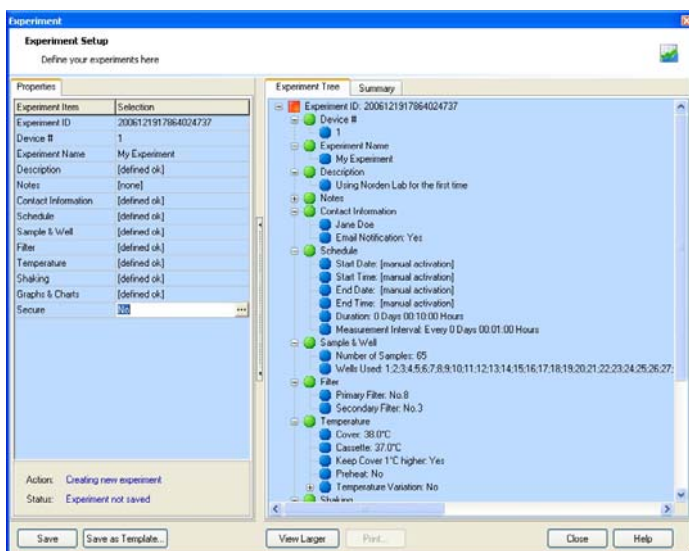 Experiment
Experiment Setup
Define your experiments here
Properties
Experiment Item Selection
Experiment ID 2006121917864024737
Device # 1
Experiment Name My Experiment
Description [defined ok]
Notes [none]
Contact Information [defined ok]
Schedule [defined ok]
Sample & Well [defined ok]
Filter [defined ok]
Temperature [defined ok]
Shaking [defined ok]
Graphs & Charts [defined ok]
Secure No ...
Action: Creating new experiment
Status: Experiment not saved
Experiment Tree Summary
Experiment ID: 2006121917864024737
Device #
1
Experiment Name
My Experiment
Description
Using Norden Lab for the first time
Notes
Contact Information
Jane Doe
Email Notification: Yes
Schedule
Start Date: [manual activation]
Start Time: [manual activation]
End Date: [manual activation]
End Time: [manual activation]
Duration: 0 Days 00:10:00 Hours
Measurement Interval: Every 0 Days 00:01:00 Hours
Sample & Well
Number of Samples: 65
Wells Used: 1;2;3;4;5;6;7;8;9;10;11;12;13;14;15;16;17;18;19;20;21;22;23;24;25;26;27;
Filter
Primary Filter: No.8
Secondary Filter: No.3
Temperature
Cover: 38.0°C
Cassette: 37.0°C
Keep Cover 1°C higher: Yes
Preheat: No
Temperature Variation: No
Shaking
Save Save as Template... View Larger Print... Close Help